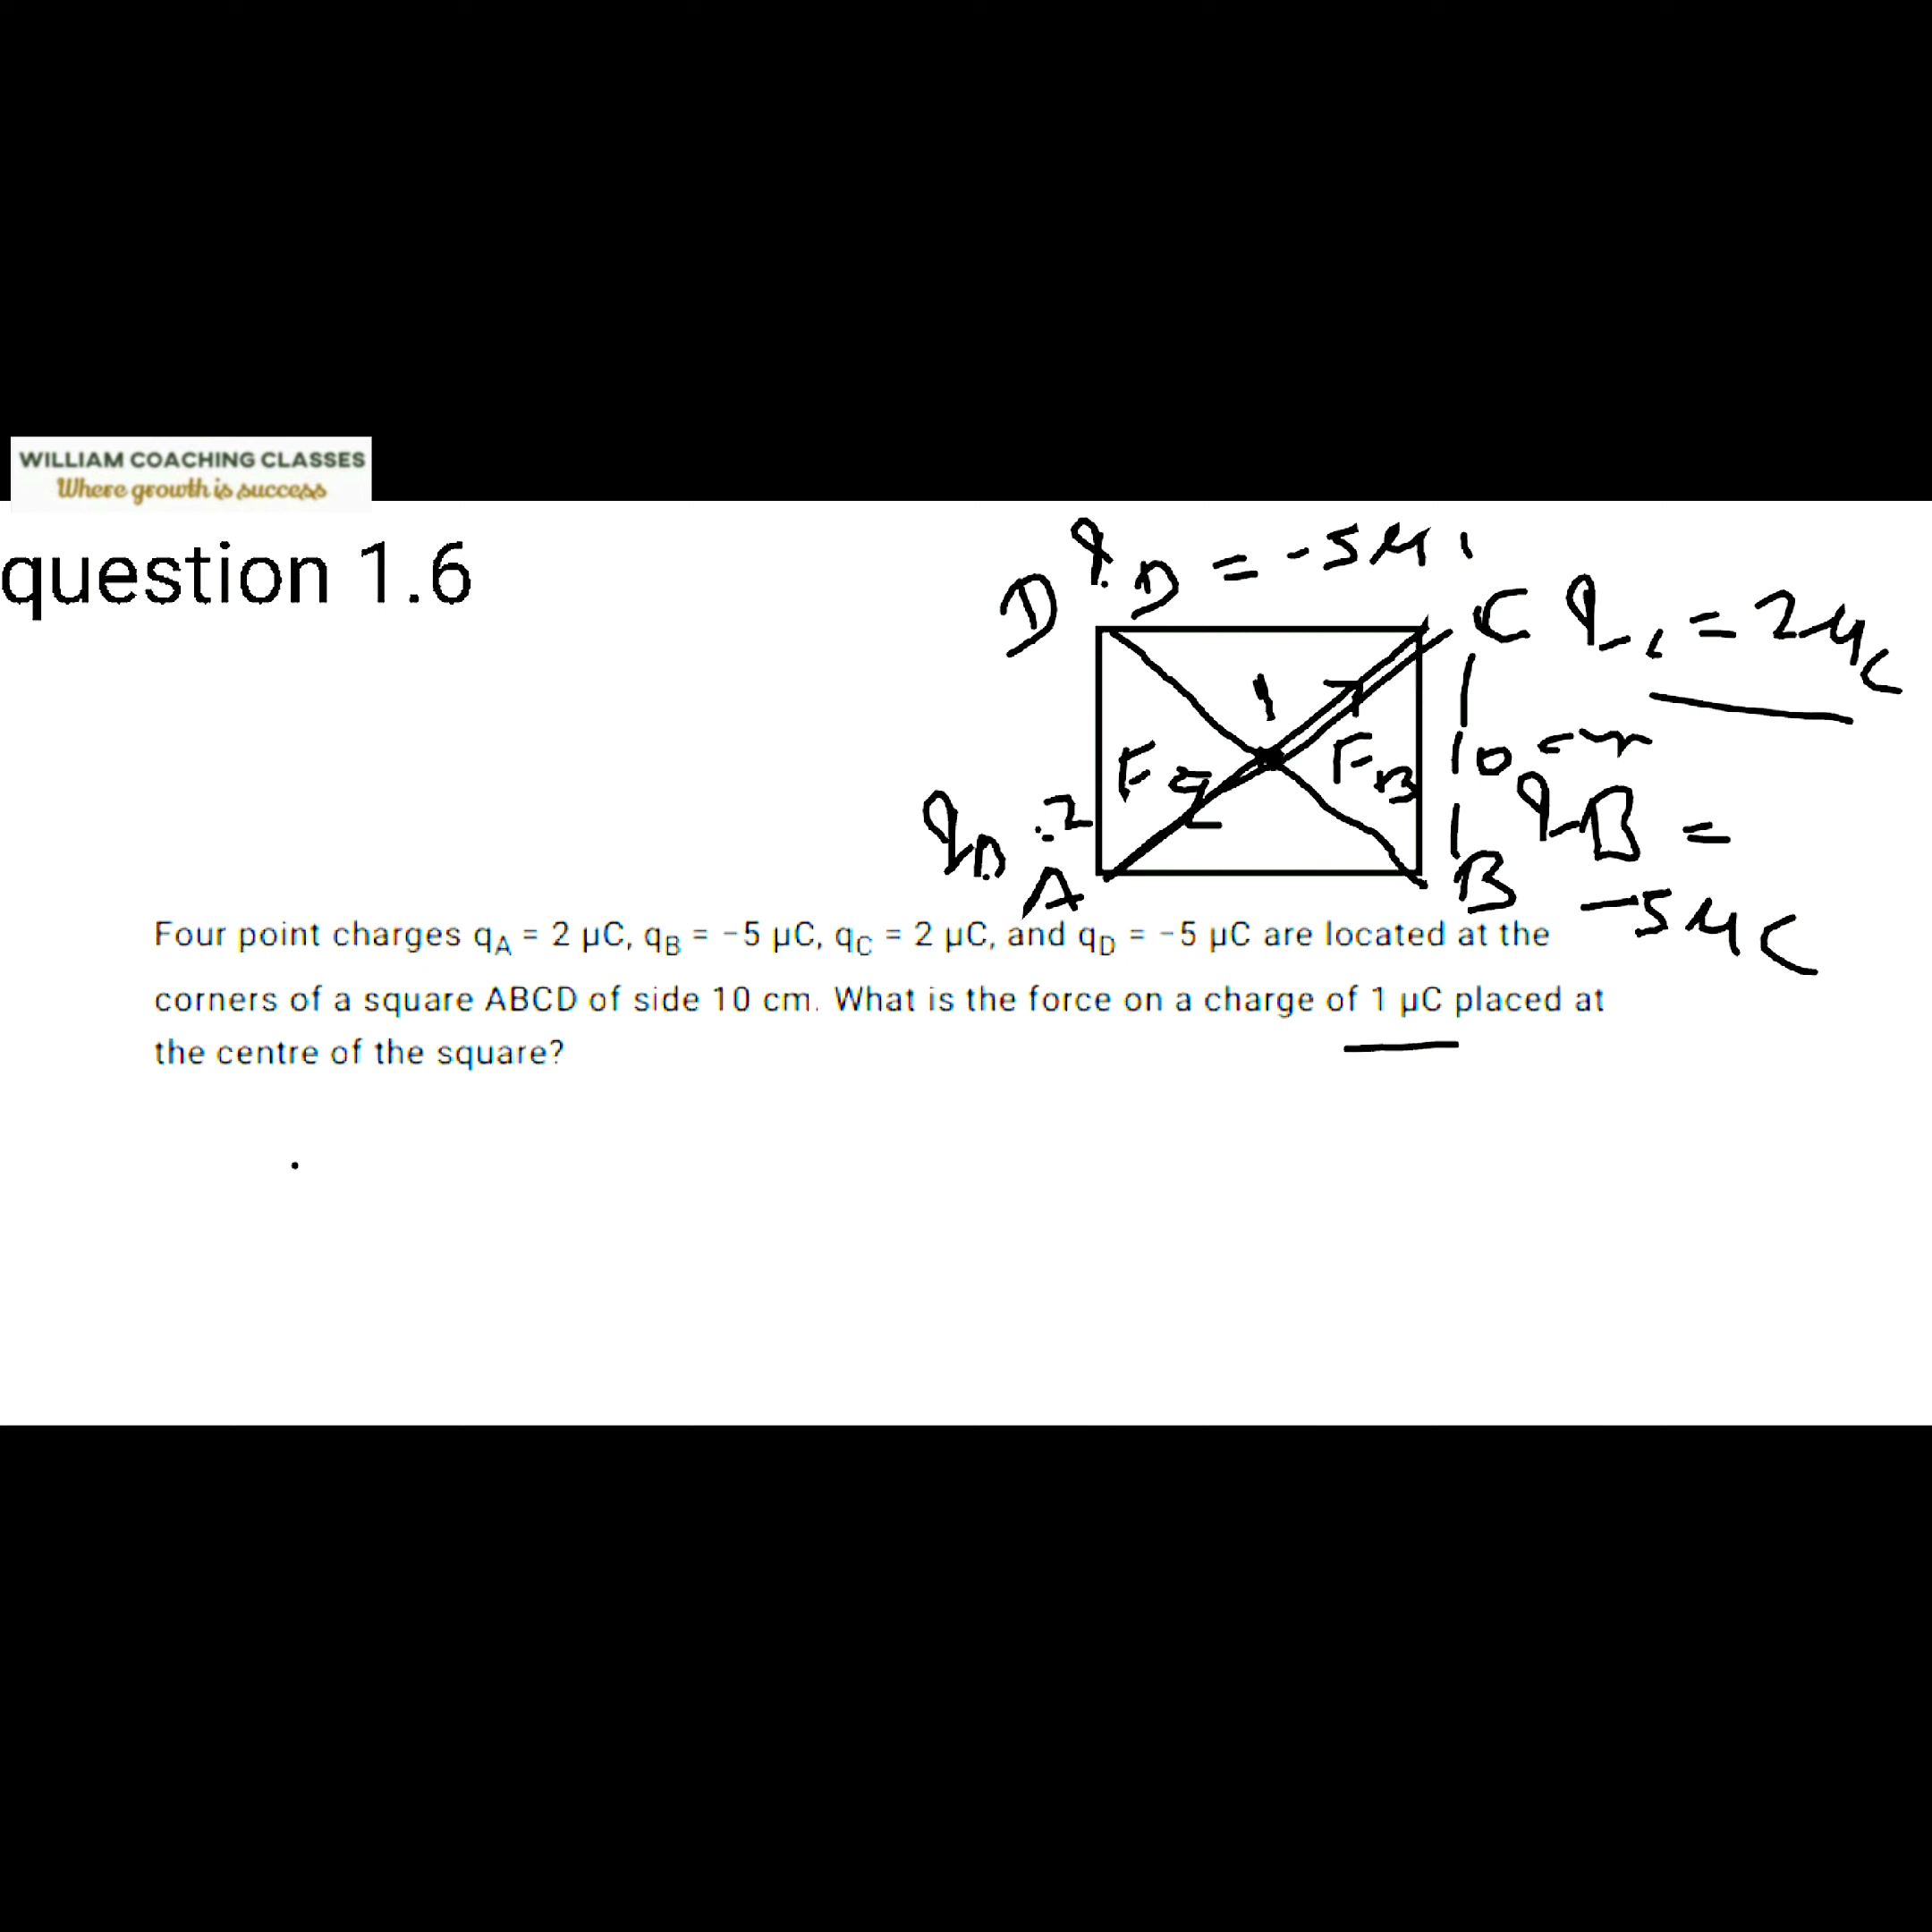 WILLIAM COACHING CLASSES
Where growth is success
question 1.6
D qD = -5μ
C q = 2μC
1
10 cm
F
FB
qB =
-5μC
2
A
B
Four point charges qA = 2 μC, qB = −5 μC, qC = 2 μC, and qD = −5 μC are located at the
corners of a square ABCD of side 10 cm. What is the force on a charge of 1 μC placed at
the centre of the square?